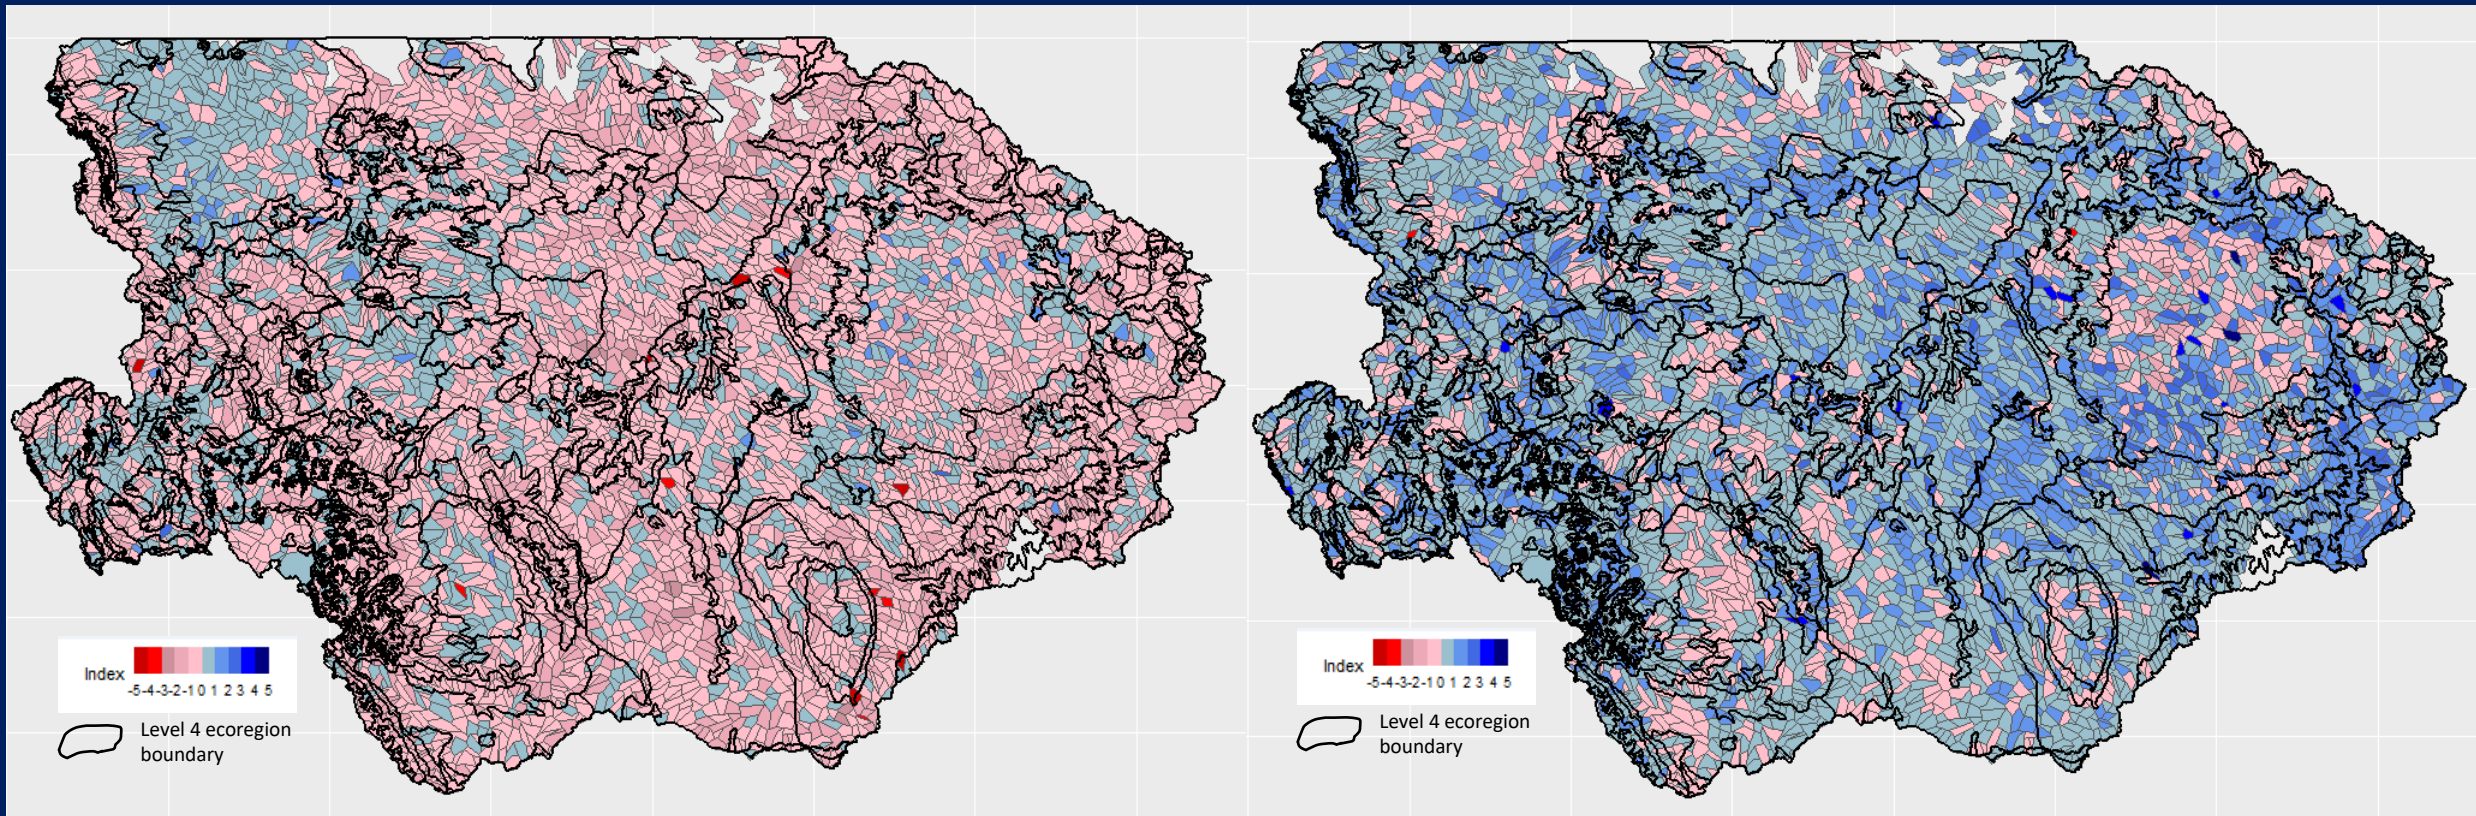 Index
-5-4-3-2-1 0 1 2 3 4 5
Level 4 ecoregion
boundary
Index
-5-4-3-2-1 0 1 2 3 4 5
Level 4 ecoregion
boundary